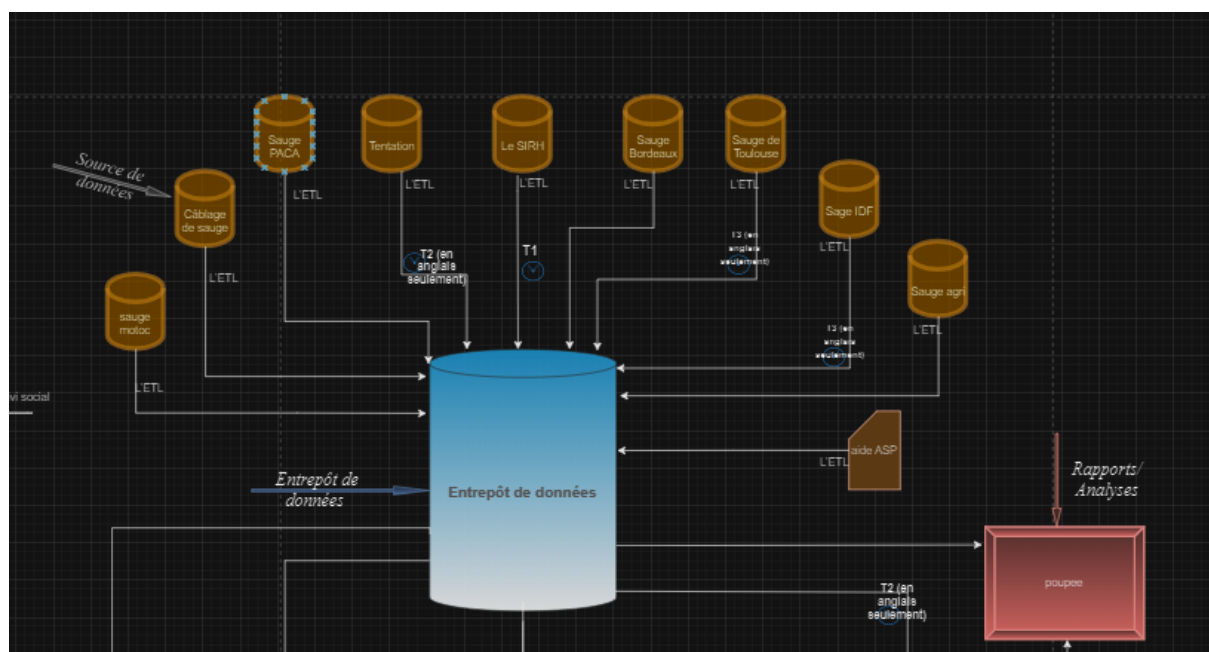 Sauge
PACA
Tentation
Le SIRH
Sauge
Bordeaux
Sauge de
Toulouse
Source de
données
L'ETL
L'ETL
L'ETL
L'ETL
L'ETL
Câblage
de sauge
Sage IDF
T2 (en
anglais
seulement)
T1
T3 (en
anglais
seulement)
L'ETL
L'ETL
Sauge agri
sauge
motoc
L'ETL
T3 (en
anglais
seulement)
L'ETL
vi social
aide ASP
L'ETL
Entrepôt de
données
Entrepôt de données
Rapports/
Analyses
poupee
T2 (en
anglais
seulement)